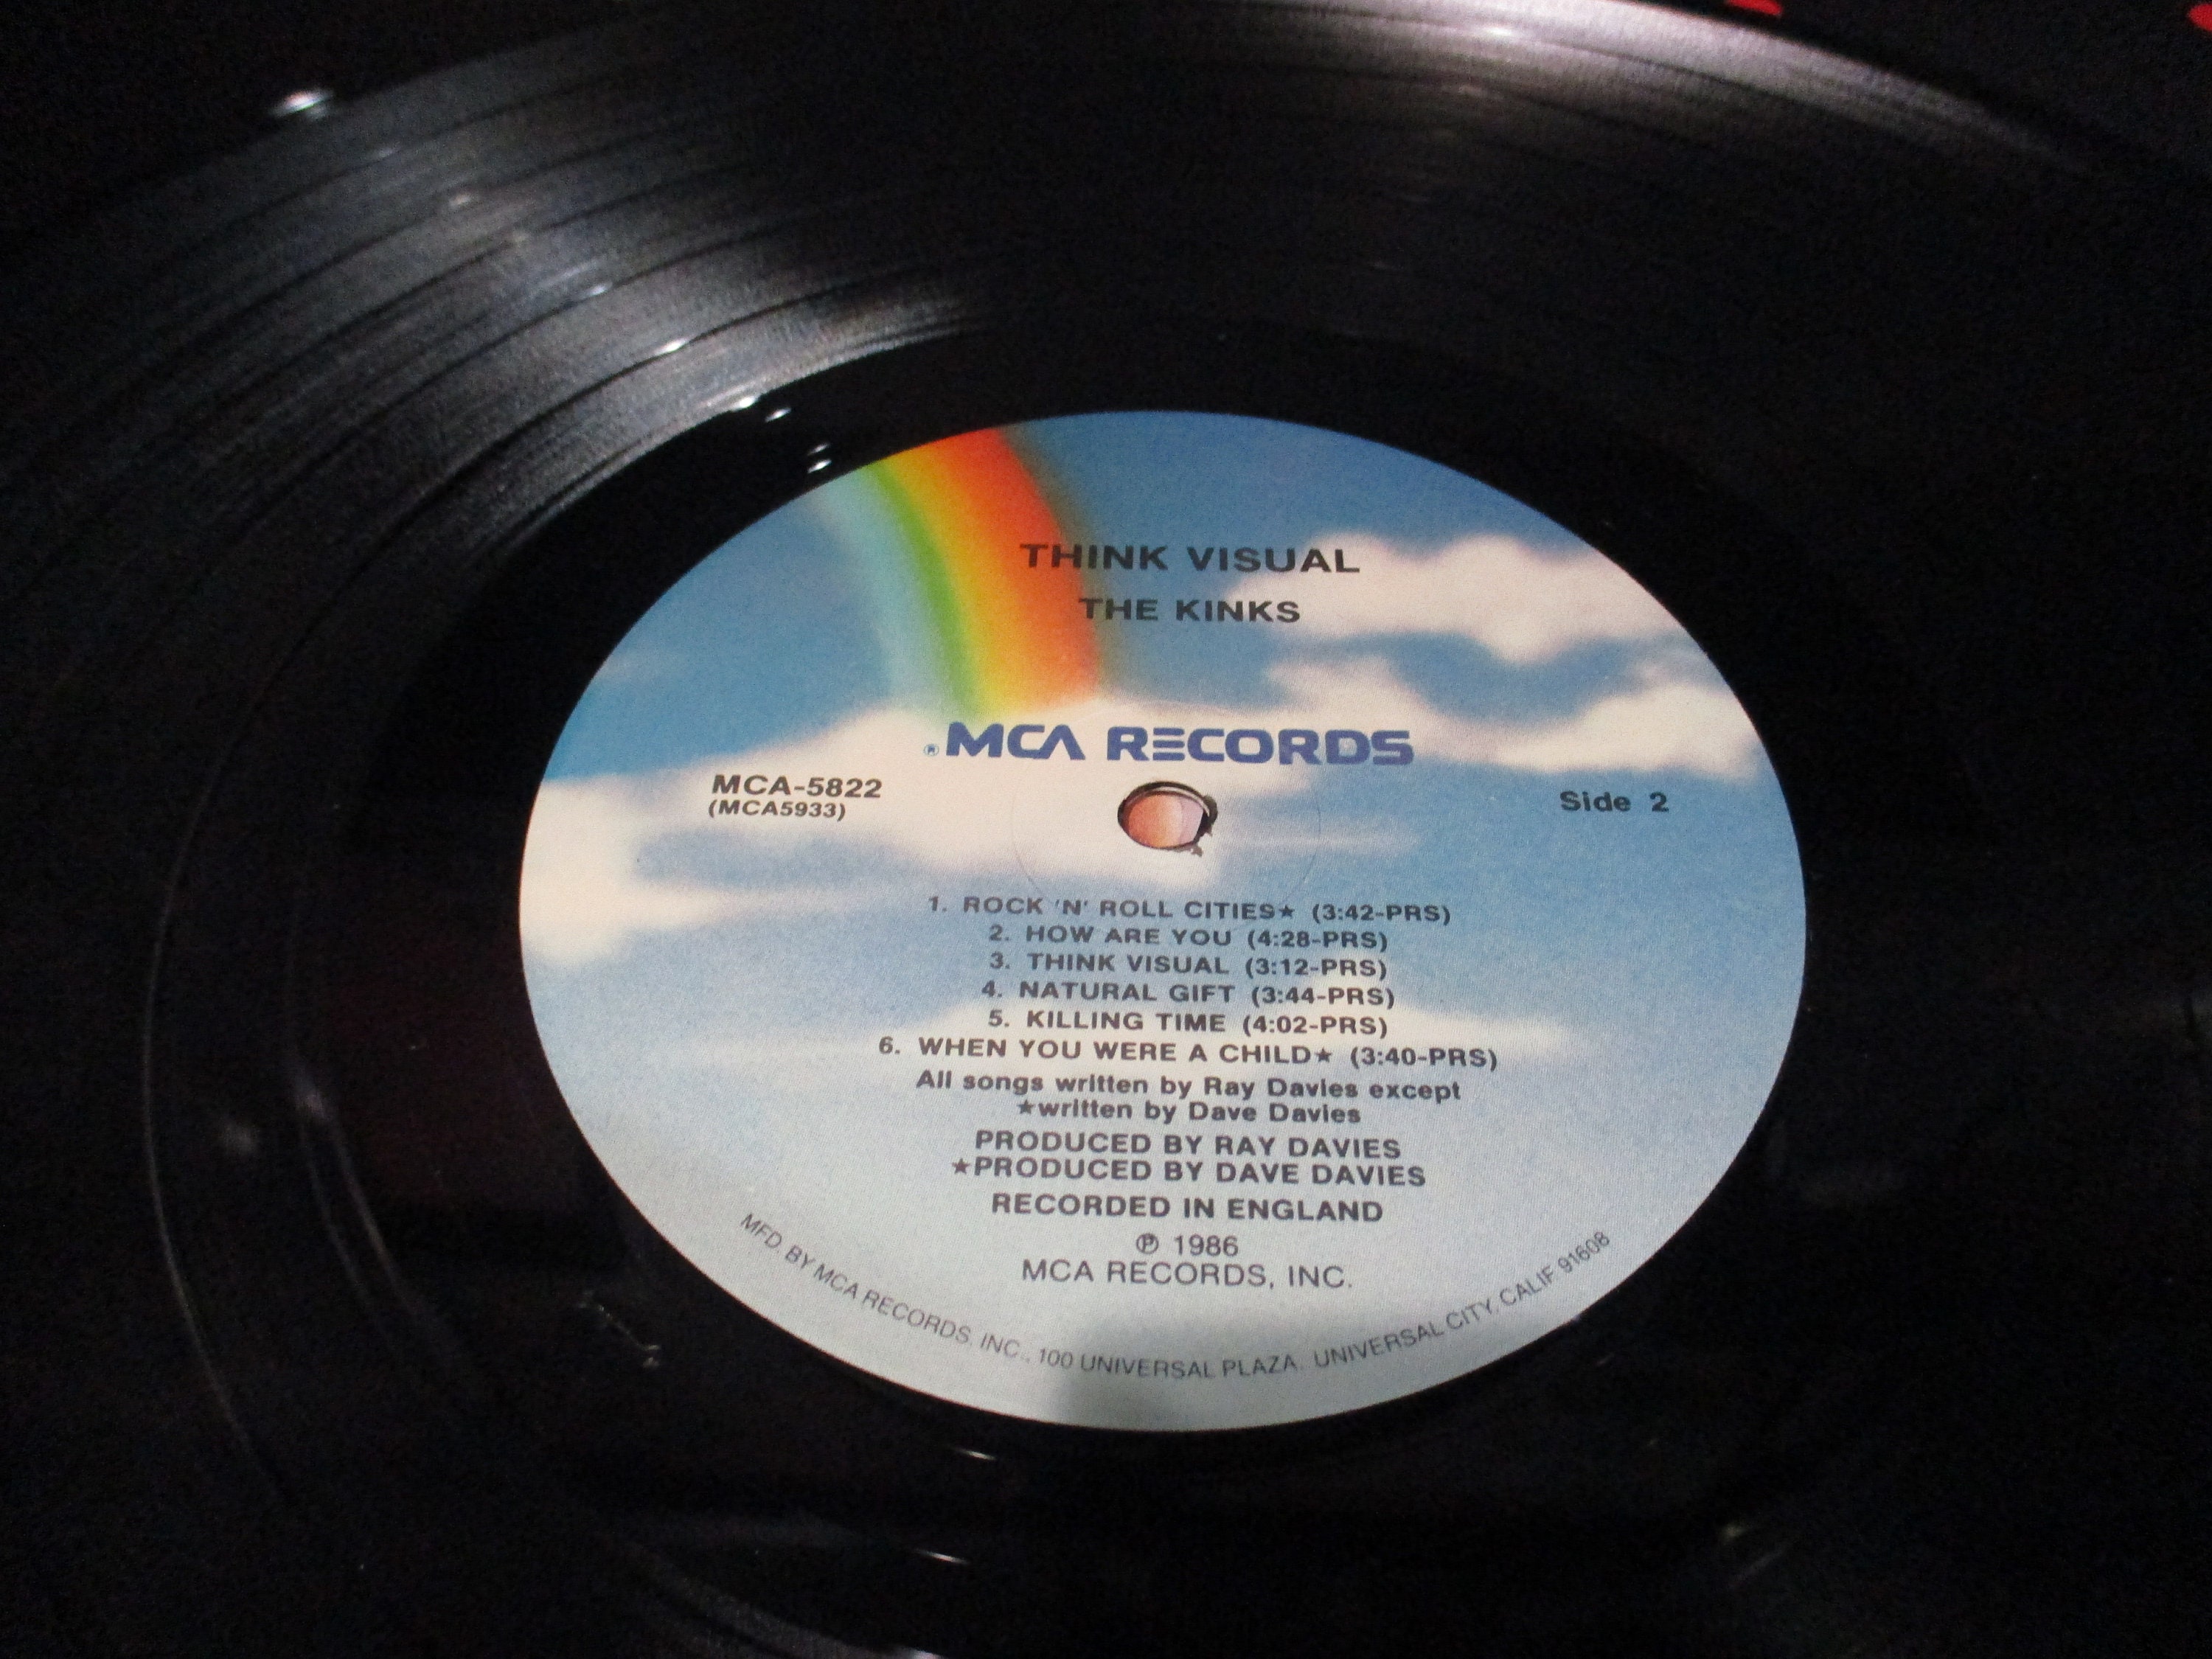 THINK VISUAL
THE KINKS
® MCA RECORDS
MCA-5822
(MCA5933)
Side 2
1. ROCK 'N' ROLL CITIES★ (3:42-PRS)
2. HOW ARE YOU (4:28-PRS)
3. THINK VISUAL (3:12-PRS)
4. NATURAL GIFT (3:44-PRS)
5. KILLING TIME (4:02-PRS)
6. WHEN YOU WERE A CHILD★ (3:40-PRS)
All songs written by Ray Davies except
★written by Dave Davies
PRODUCED BY RAY DAVIES
★PRODUCED BY DAVE DAVIES
RECORDED IN ENGLAND
℗ 1986
MCA RECORDS, INC.
MFD. BY MCA RECORDS, INC., 100 UNIVERSAL PLAZA, UNIVERSAL CITY, CALIF. 91608